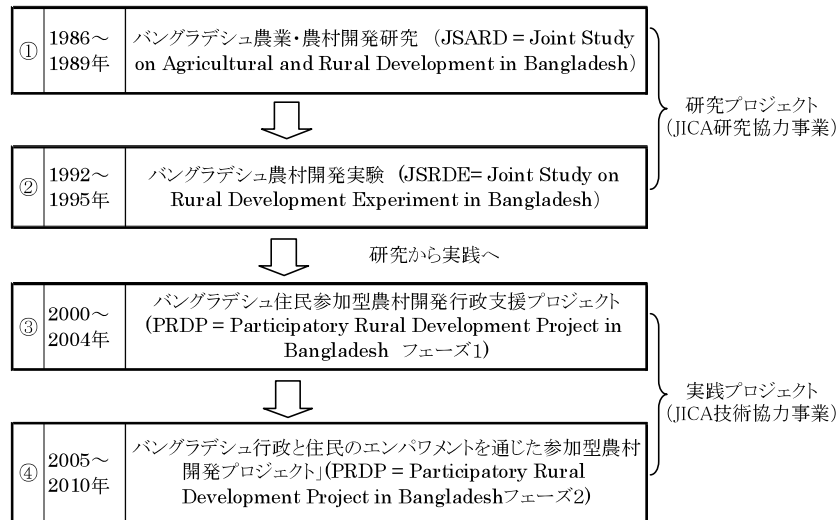 ①
1986～
1989年
バングラデシュ農業・農村開発研究 (JSARD = Joint Study
on Agricultural and Rural Development in Bangladesh)
研究プロジェクト
(JICA研究協力事業)
②
1992～
1995年
バングラデシュ農村開発実験 (JSRDE= Joint Study on
Rural Development Experiment in Bangladesh)
研究から実践へ
③
2000～
2004年
バングラデシュ住民参加型農村開発行政支援プロジェクト
(PRDP = Participatory Rural Development Project in
Bangladesh フェーズ1)
実践プロジェクト
(JICA技術協力事業)
④
2005～
2010年
バングラデシュ行政と住民のエンパワメントを通じた参加型農村
開発プロジェクト」(PRDP = Participatory Rural
Development Project in Bangladeshフェーズ2)